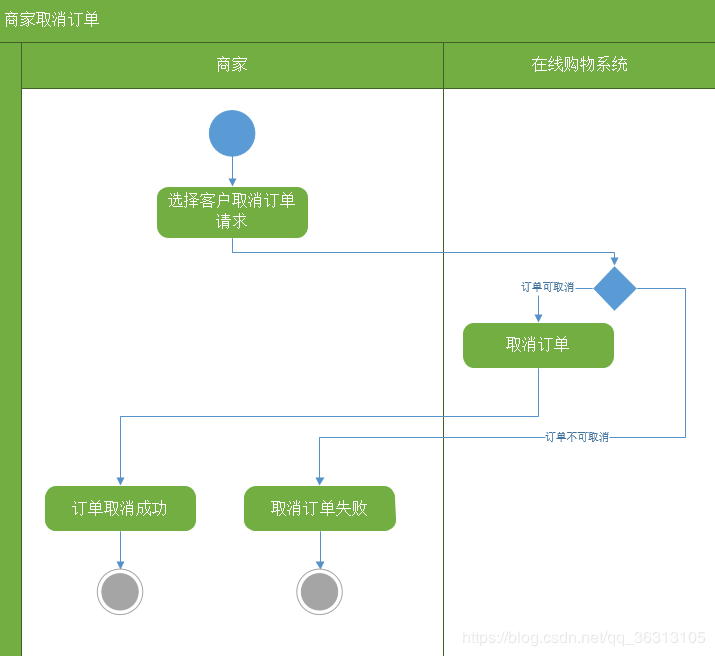 商家取消订单
商家
在线购物系统
选择客户取消订单
请求
订单可取消
取消订单
订单不可取消
订单取消成功
取消订单失败
https://blog.csdn.net/qq_36313105